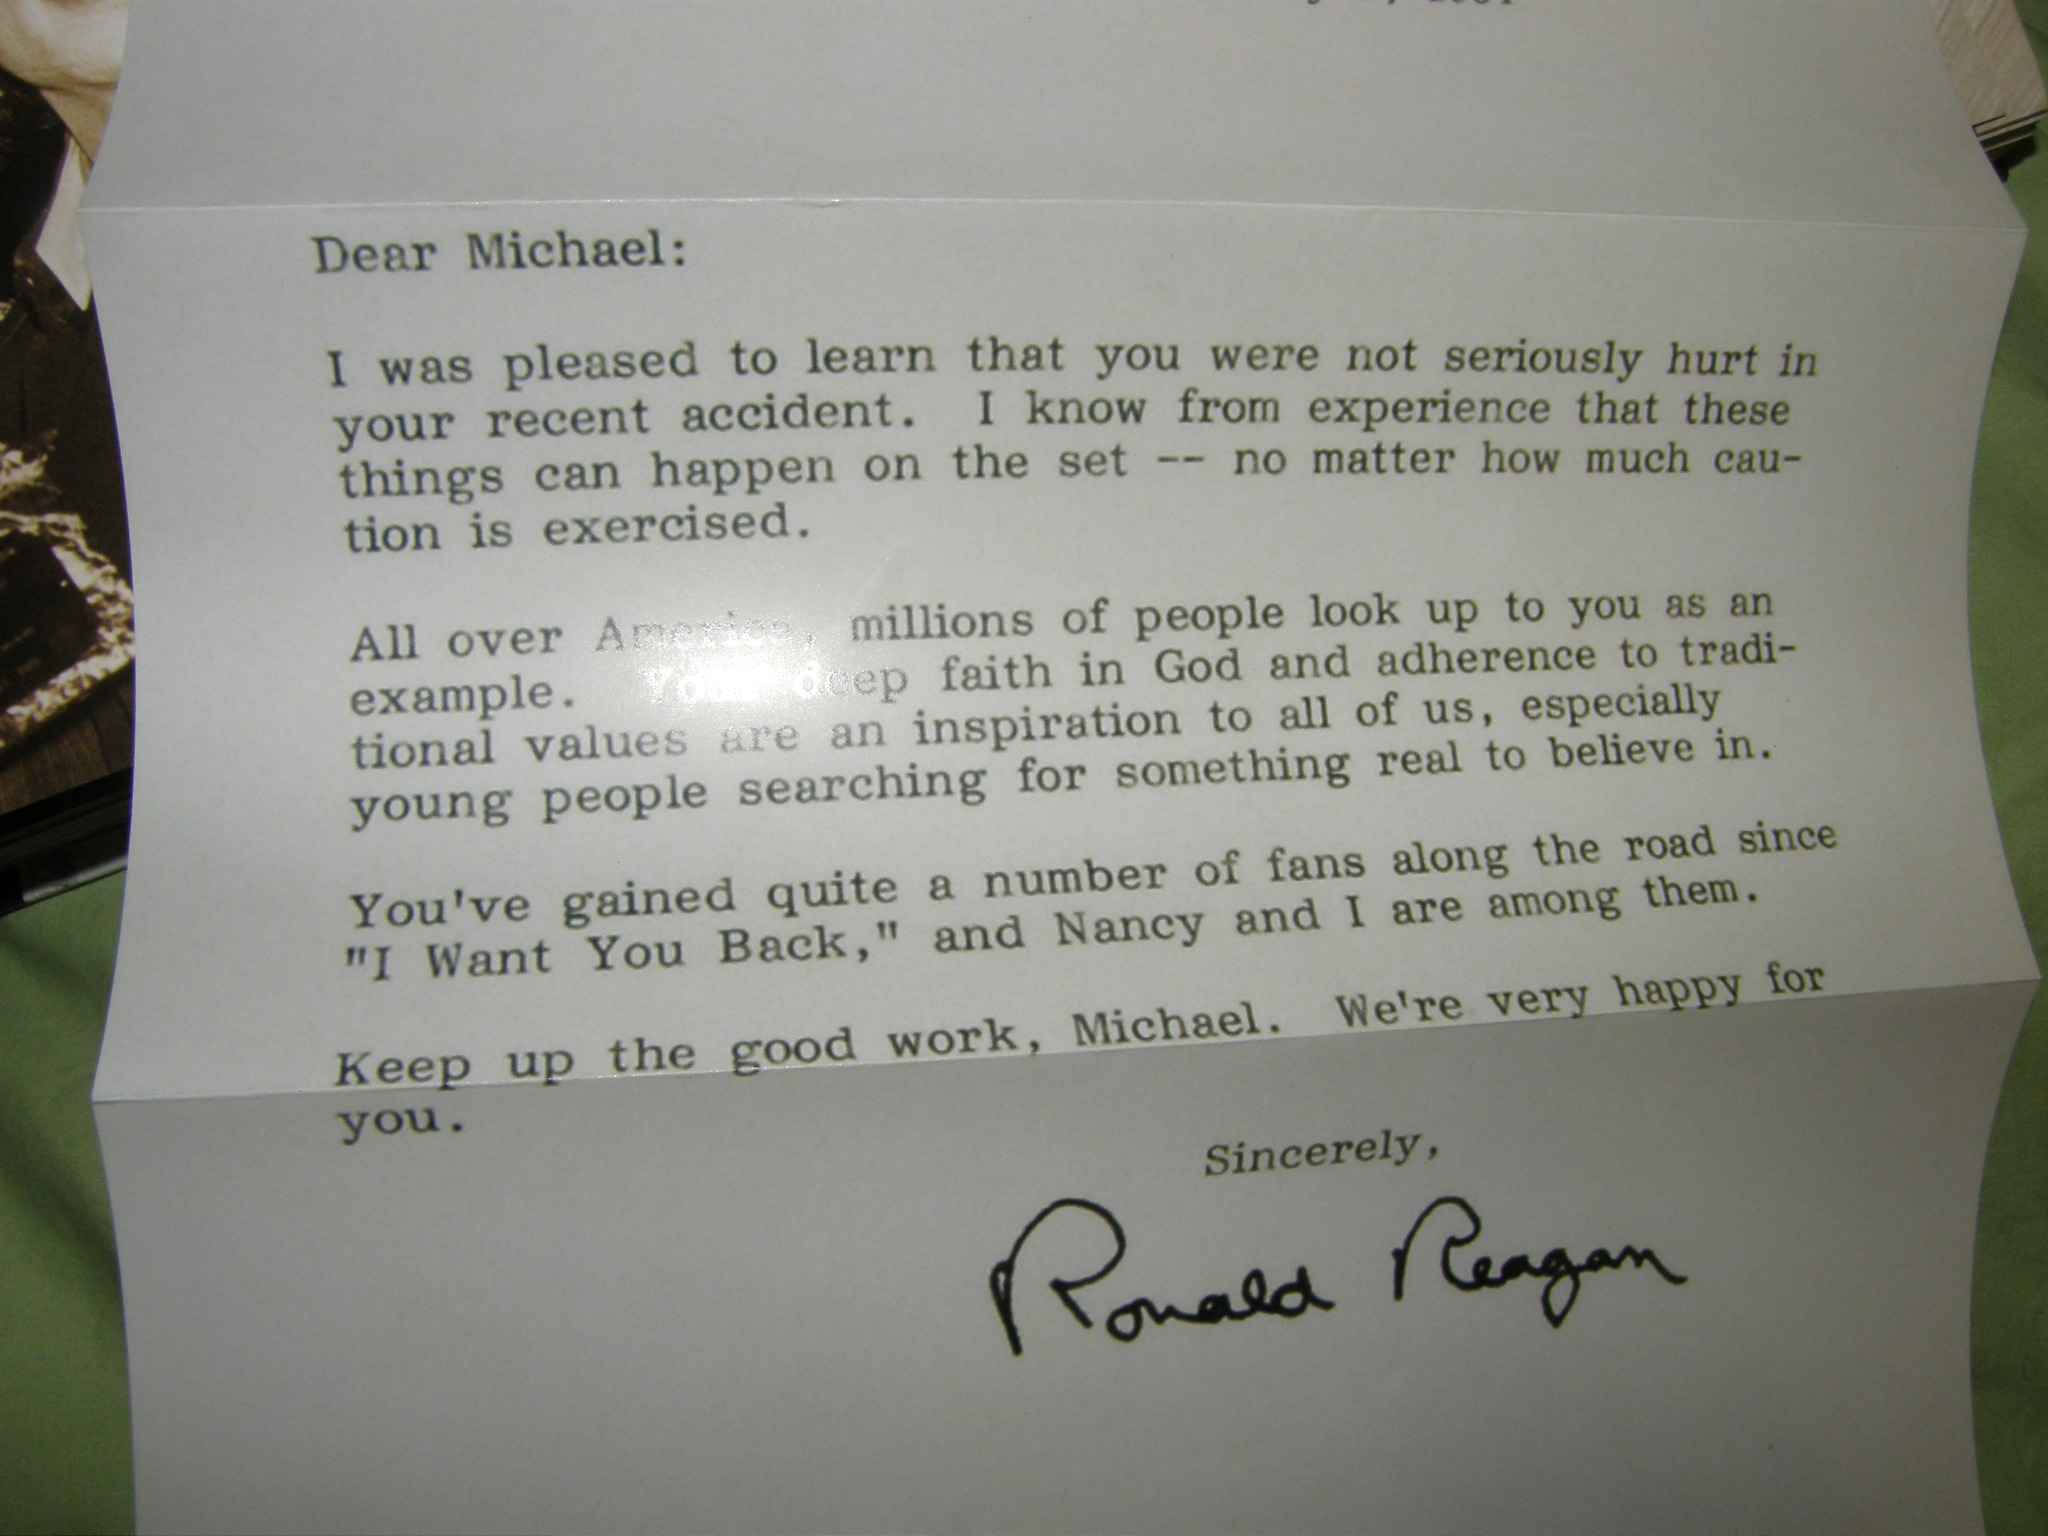 Dear Michael:
I was pleased to learn that you were not seriously hurt in
your recent accident. I know from experience that these
things can happen on the set -- no matter how much cau-
tion is exercised.
All over America, millions of people look up to you as an
example. Your deep faith in God and adherence to tradi-
tional values are an inspiration to all of us, especially
young people searching for something real to believe in.
You've gained quite a number of fans along the road since
"I Want You Back," and Nancy and I are among them.
Keep up the good work, Michael. We're very happy for
you.
Sincerely,
Ronald Reagan